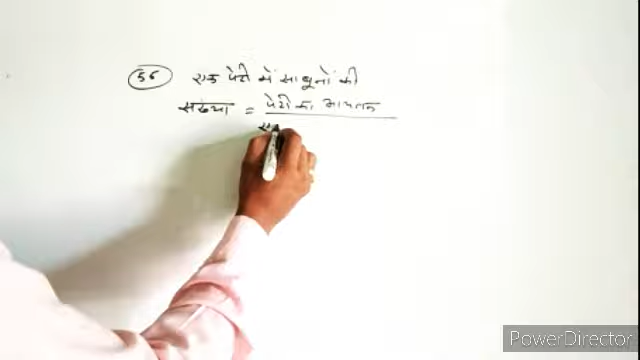 56 एक पेटी में साबुनों की
संख्या = पेटी का आयतन
PowerDirector